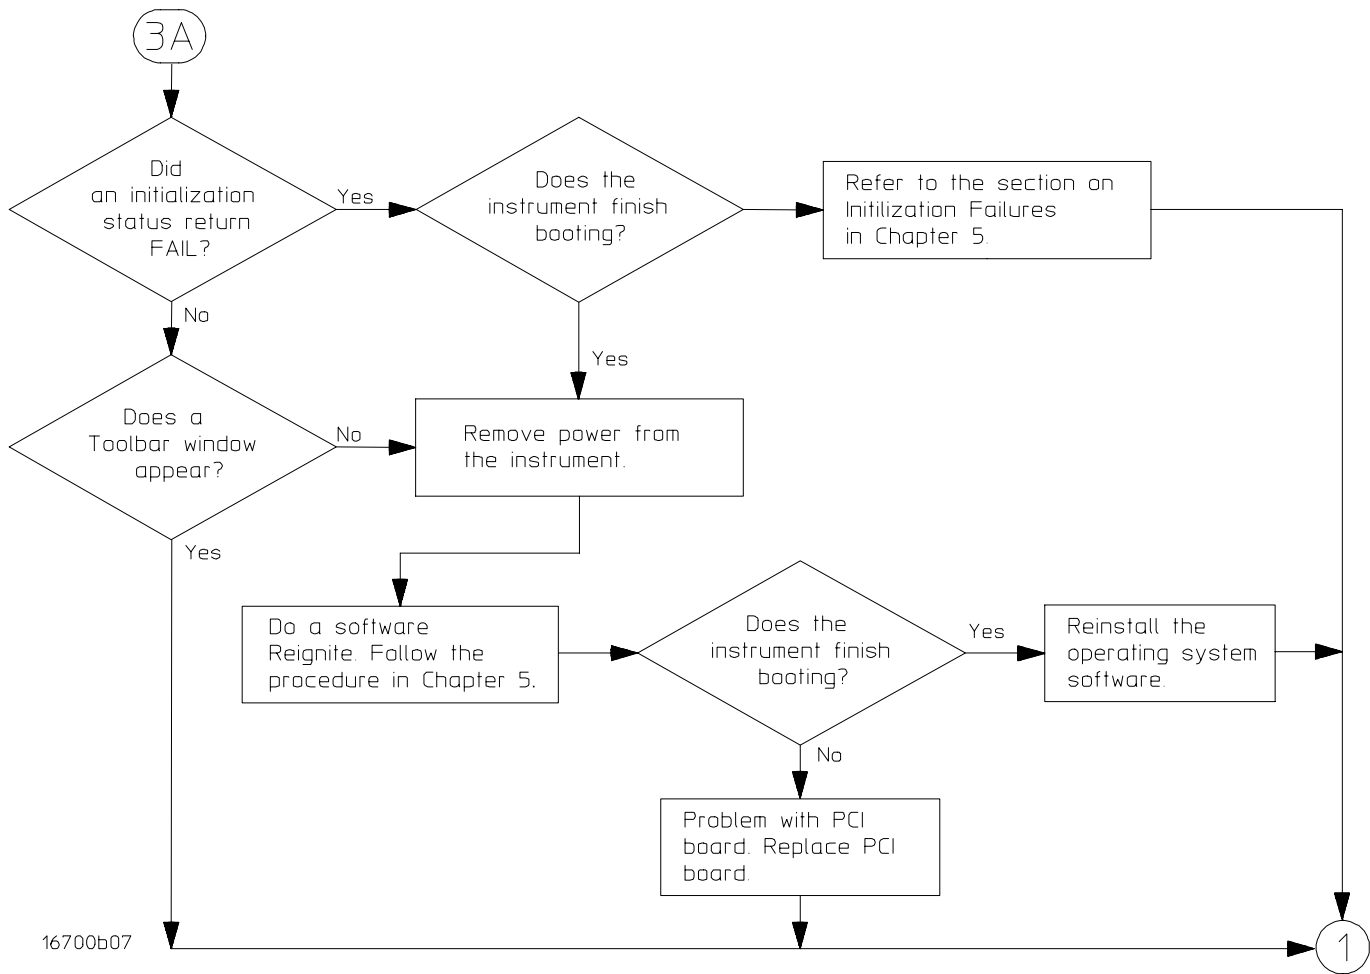 3A
Did
an initialization
status return
FAIL?
Yes
Does the
instrument finish
booting?
Refer to the section on
Initilization Failures
in Chapter 5.
No
Yes
Does a
Toolbar window
appear?
No
Remove power from
the instrument.
Yes
Do a software
Reignite. Follow the
procedure in Chapter 5.
Does the
instrument finish
booting?
Yes
Reinstall the
operating system
software.
No
Problem with PCI
board. Replace PCI
board.
16700b07
1